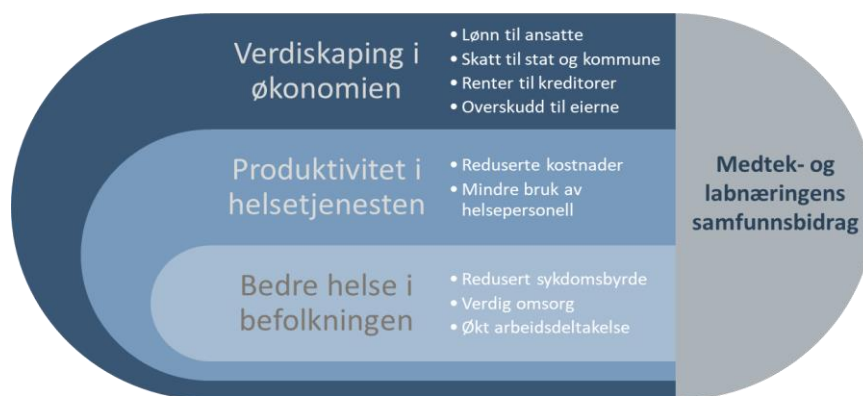 Verdiskaping i
økonomien
• Lønn til ansatte
• Skatt til stat og kommune
• Renter til kreditorer
• Overskudd til eierne
Produktivitet i
helsetjenesten
• Reduserte kostnader
• Mindre bruk av
helsepersonell
Bedre helse i
befolkningen
• Redusert sykdomsbyrde
• Verdig omsorg
• Økt arbeidsdeltakelse
Medtek- og
labnæringens
samfunnsbidrag